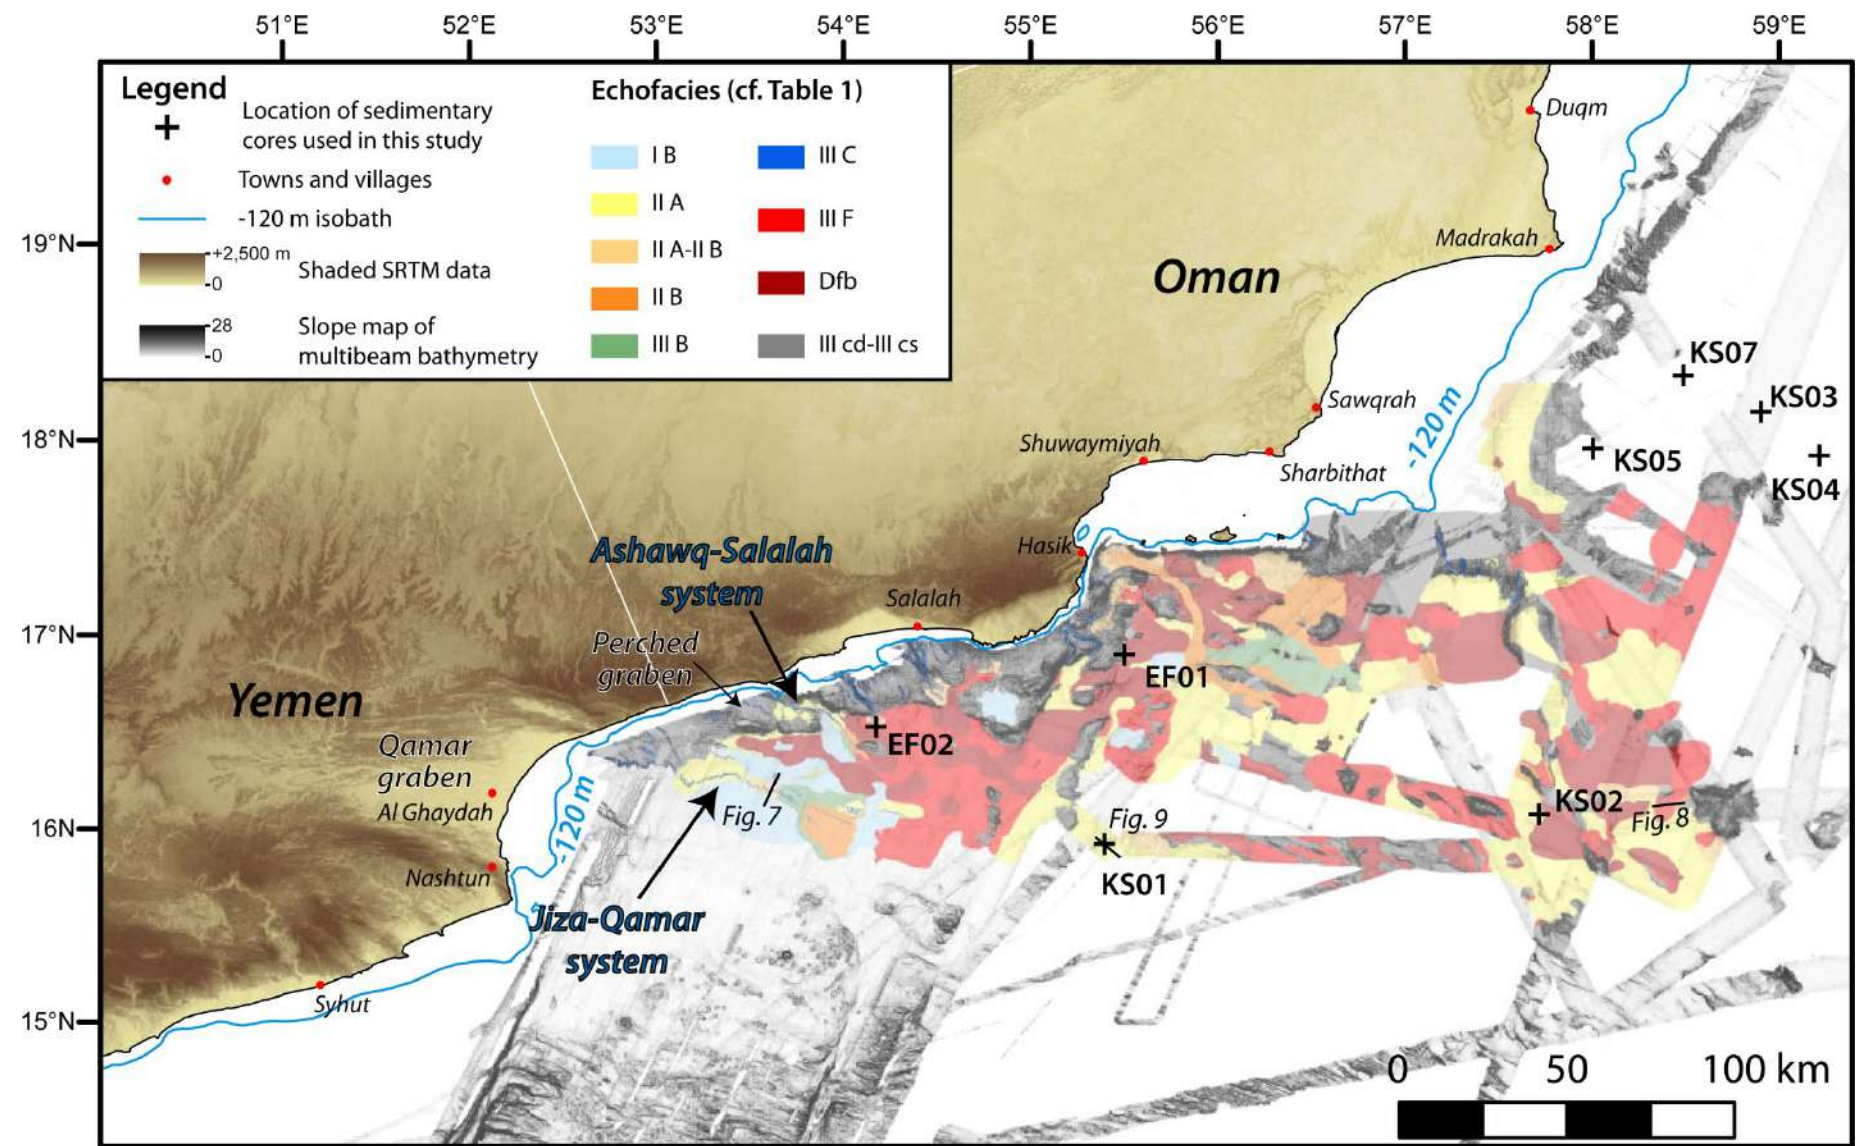 51°E 52°E 53°E 54°E 55°E 56°E 57°E 58°E 59°E
Legend
Location of sedimentary
cores used in this study
Towns and villages
-120 m isobath
+2,500 m
0
Shaded SRTM data
28
0
Slope map of
multibeam bathymetry
Echofacies (cf. Table 1)
I B
II A
II A-II B
II B
III B
III C
III F
Dfb
III cd-III cs
19°N
18°N
17°N
16°N
15°N
Duqm
Madrakah
Oman
KS07
KS03
Sawqrah
-120 m
Shuwaymiyah
KS05
Sharbithat
KS04
Ashawq-Salalah
system
Hasik
Salalah
Perched
graben
EF01
Yemen
EF02
Qamar
graben
Al Ghaydah
-120 m
Fig. 7
Fig. 9
KS02
Fig. 8
Nashtun
KS01
Jiza-Qamar
system
Syhut
0 50 100 km